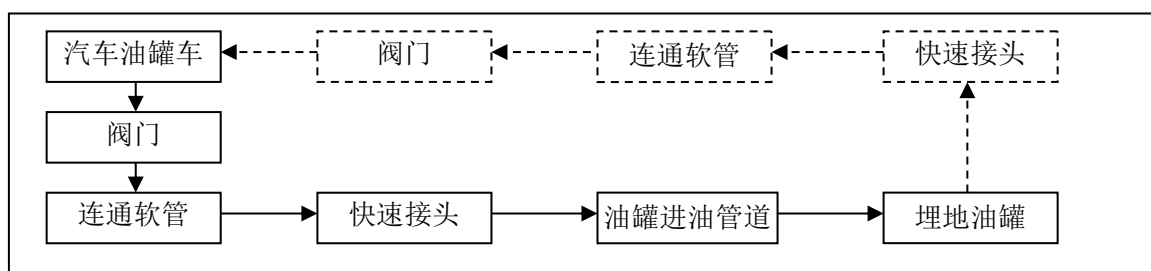 汽车油罐车
阀门
连通软管
快速接头
阀门
连通软管
快速接头
油罐进油管道
埋地油罐